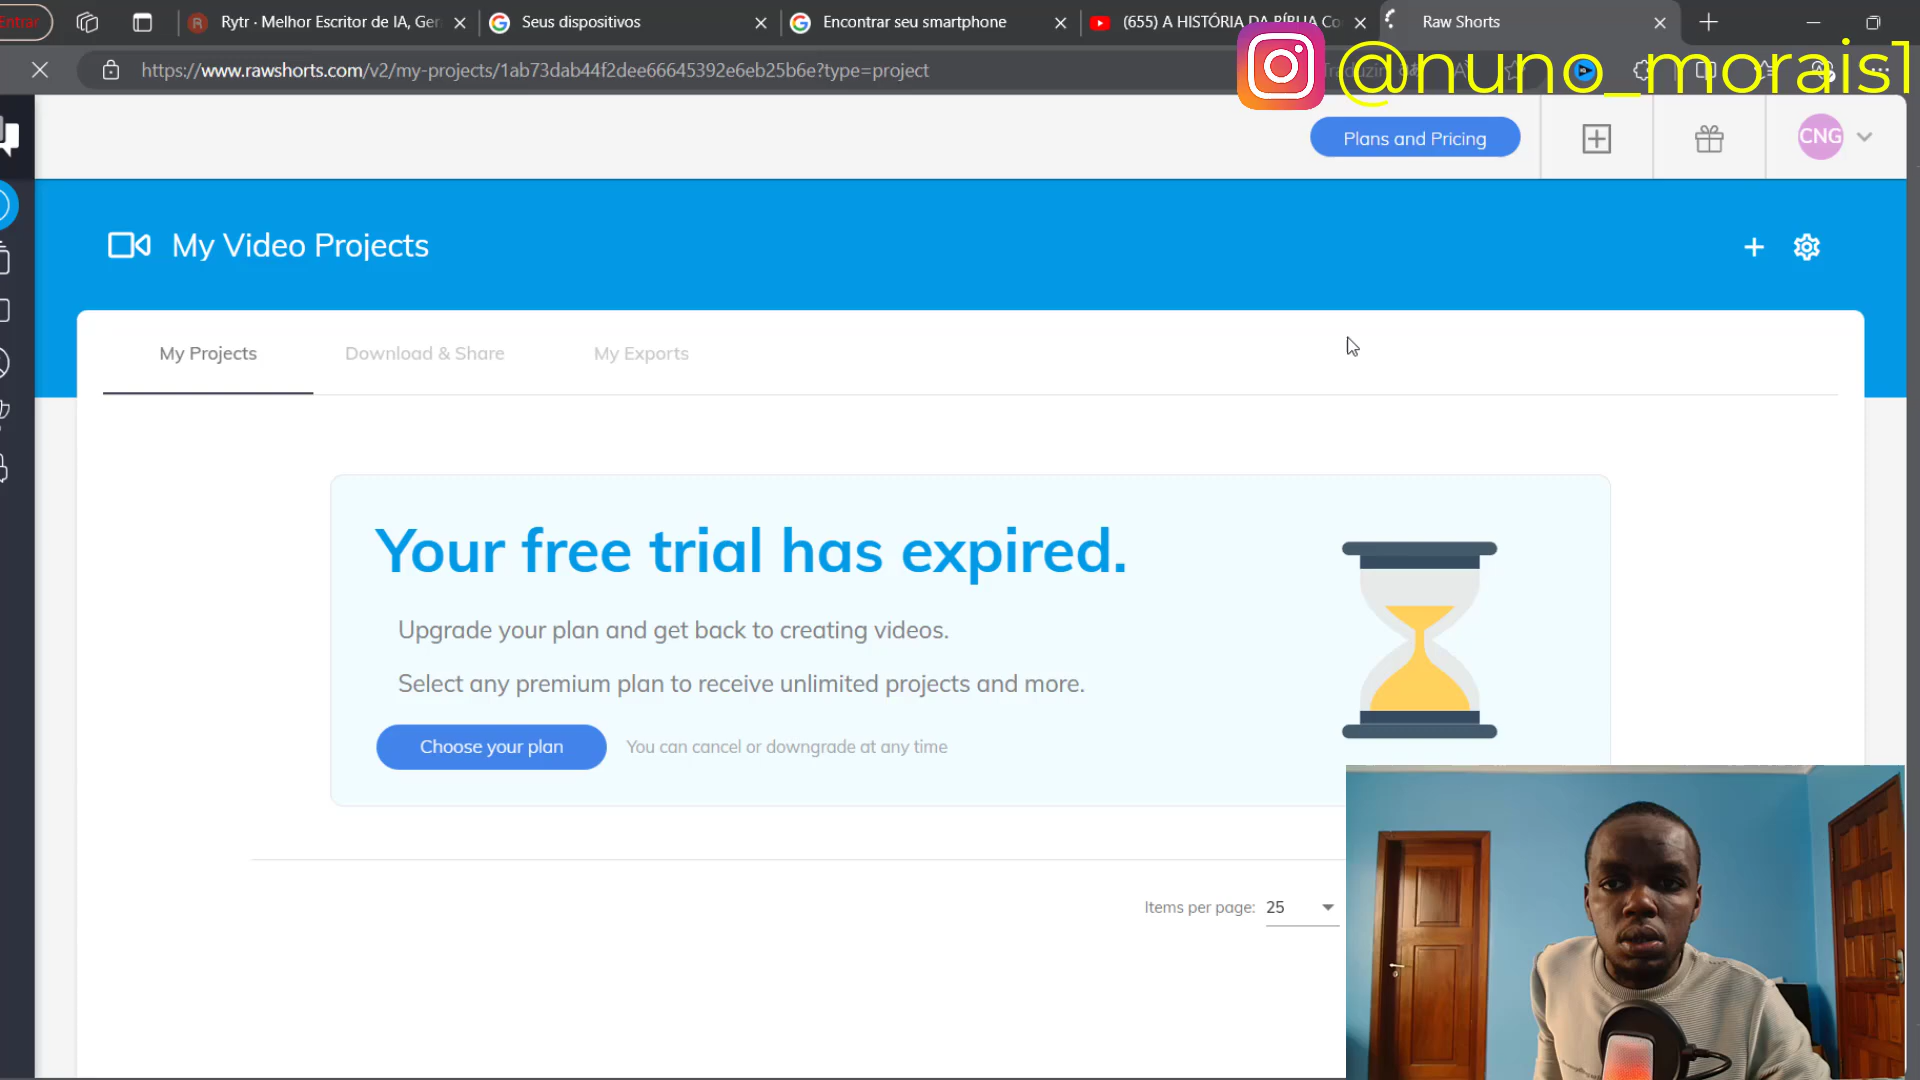 Entrar
Rytr · Melhor Escritor de IA, Ger
Seus dispositivos
Encontrar seu smartphone
(655) A HISTÓRIA DA BÍBLIA Co
Raw Shorts
https://www.rawshorts.com/v2/my-projects/1ab73dab44f2dee66645392e6eb25b6e?type=project
@nuno_morais1
Plans and Pricing
CNG
My Video Projects
My Projects
Download & Share
My Exports
Your free trial has expired.
Upgrade your plan and get back to creating videos.
Select any premium plan to receive unlimited projects and more.
Choose your plan
You can cancel or downgrade at any time
Items per page: 25